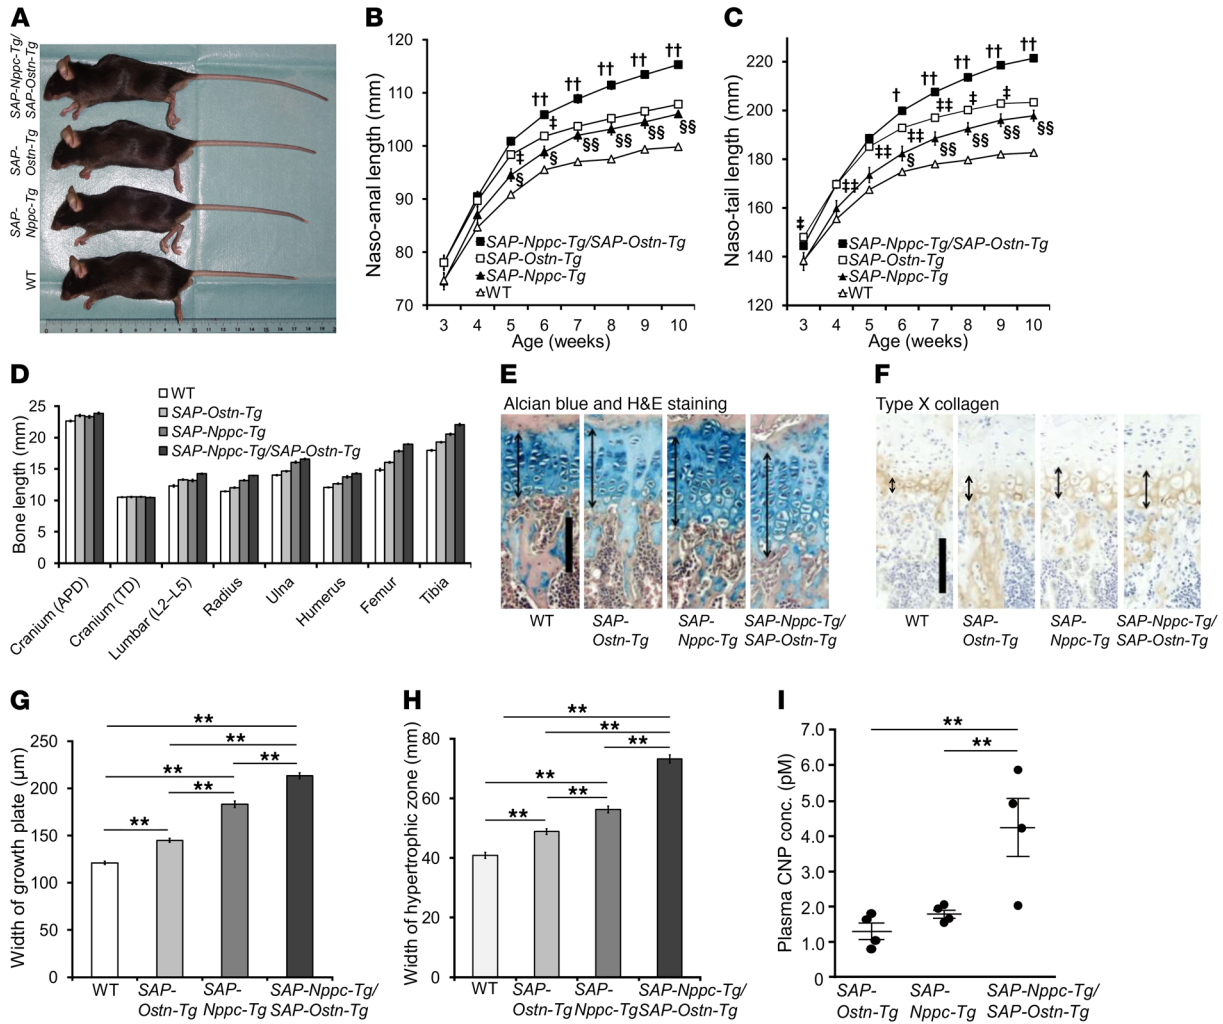 A
SAP-Nppc-Tg/
SAP-Ostn-Tg
SAP-
Ostn-Tg
SAP-
Nppc-Tg
WT
B
Naso-anal length (mm)
120
††
††
††
††
110
††
‡
100
‡
§
§§
§§
§§
§§
§
90
80
SAP-Nppc-Tg/SAP-Ostn-Tg
SAP-Ostn-Tg
SAP-Nppc-Tg
WT
70
3 4 5 6 7 8 9 10
Age (weeks)
C
Naso-tail length (mm)
220
††
††
††
††
†
200
‡‡
‡
‡
‡‡
§§
§§
§§
§§
180
‡‡
§
‡‡
160
‡
140
SAP-Nppc-Tg/SAP-Ostn-Tg
SAP-Ostn-Tg
SAP-Nppc-Tg
WT
120
3 4 5 6 7 8 9 10
Age (weeks)
D
WT
SAP-Ostn-Tg
SAP-Nppc-Tg
SAP-Nppc-Tg/SAP-Ostn-Tg
Bone length (mm)
25
20
15
10
5
0
Cranium (APD)
Cranium (TD)
Lumbar (L2–L5)
Radius
Ulna
Humerus
Femur
Tibia
E
Alcian blue and H&E staining
WT
SAP-
Ostn-Tg
SAP-
Nppc-Tg
SAP-Nppc-Tg/
SAP-Ostn-Tg
F
Type X collagen
WT
SAP-
Ostn-Tg
SAP-
Nppc-Tg
SAP-Nppc-Tg/
SAP-Ostn-Tg
G
Width of growth plate (µm)
250
200
150
100
50
0
**
**
**
**
**
**
WT
SAP-
Ostn-Tg
SAP-
Nppc-Tg
SAP-Nppc-Tg/
SAP-Ostn-Tg
H
Width of hypertrophic zone (mm)
80
60
40
20
0
**
**
**
**
**
**
WT
SAP-
Ostn-Tg
SAP-
Nppc-Tg
SAP-Nppc-Tg/
SAP-Ostn-Tg
I
Plasma CNP conc. (pM)
7.0
6.0
5.0
4.0
3.0
2.0
1.0
0
**
**
SAP-
Ostn-Tg
SAP-
Nppc-Tg
SAP-Nppc-Tg/
SAP-Ostn-Tg